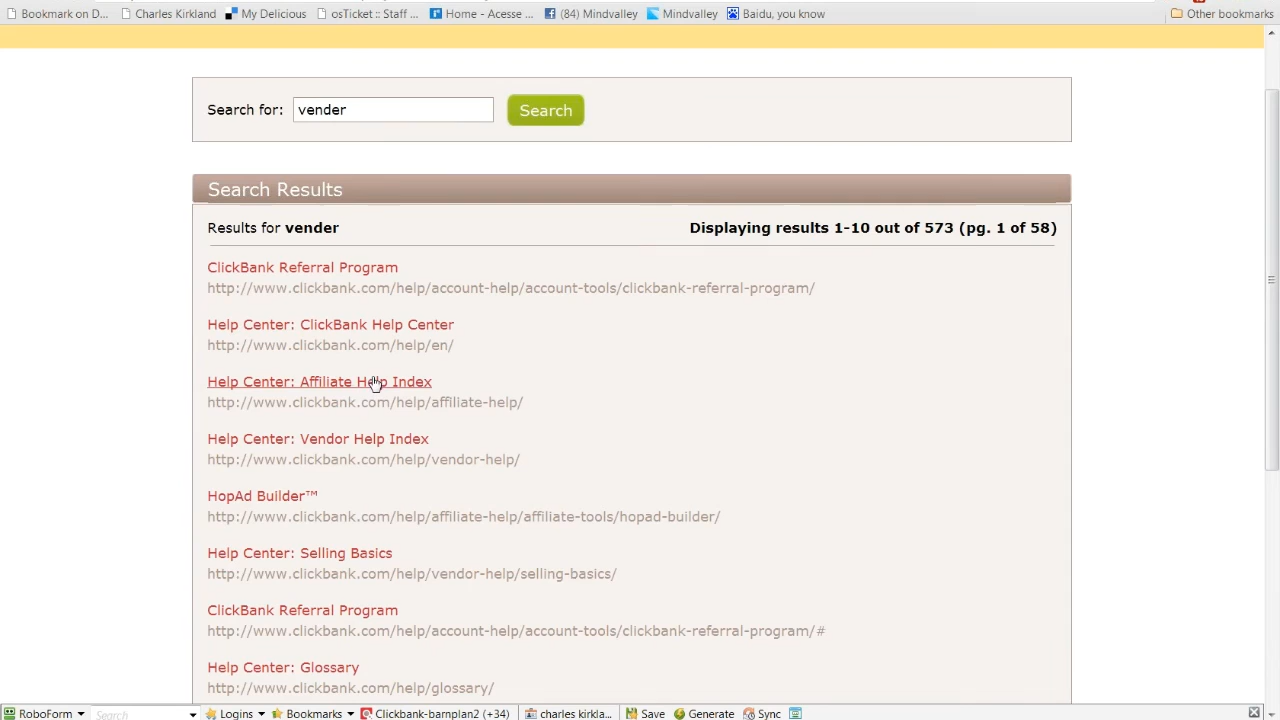 Bookmark on D... Charles Kirkland My Delicious osTicket :: Staff ... Home - Acesse ... (84) Mindvalley Mindvalley Baidu, you know Other bookmarks
Search for: vender Search
Search Results
Results for vender Displaying results 1-10 out of 573 (pg. 1 of 58)
ClickBank Referral Program
http://www.clickbank.com/help/account-help/account-tools/clickbank-referral-program/
Help Center: ClickBank Help Center
http://www.clickbank.com/help/en/
Help Center: Affiliate Help Index
http://www.clickbank.com/help/affiliate-help/
Help Center: Vendor Help Index
http://www.clickbank.com/help/vendor-help/
HopAd Builder™
http://www.clickbank.com/help/affiliate-help/affiliate-tools/hopad-builder/
Help Center: Selling Basics
http://www.clickbank.com/help/vendor-help/selling-basics/
ClickBank Referral Program
http://www.clickbank.com/help/account-help/account-tools/clickbank-referral-program/#
Help Center: Glossary
http://www.clickbank.com/help/glossary/
RoboForm Search Logins Bookmarks Clickbank-barnplan2 (+34) charles kirkla... Save Generate Sync